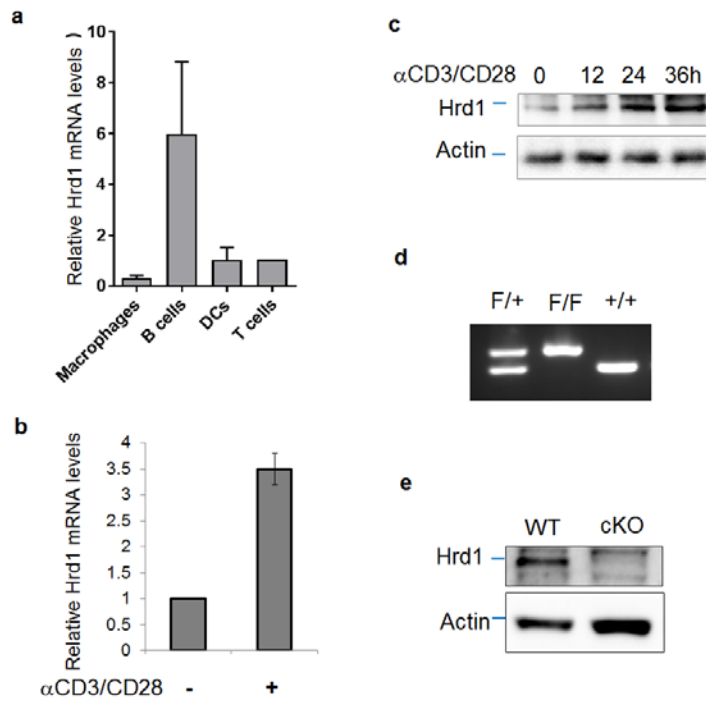 a
Relative Hrd1 mRNA levels )
10
8
6
4
2
0
Macrophages
B cells
DCs
T cells
b
Relative Hrd1 mRNA levels
4
3.5
3
2.5
2
1.5
1
0.5
0
αCD3/CD28 - +
c
αCD3/CD28 0 12 24 36h
Hrd1
Actin
d
F/+ F/F +/+
e
WT cKO
Hrd1
Actin